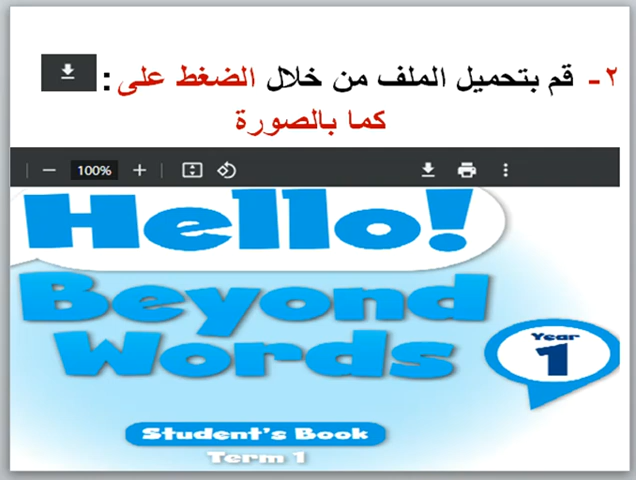 ٢- قم بتحميل الملف من خلال الضغط على :
كما بالصورة
100%
Hello!
Beyond
Words
Year
1
Student's Book
Term 1